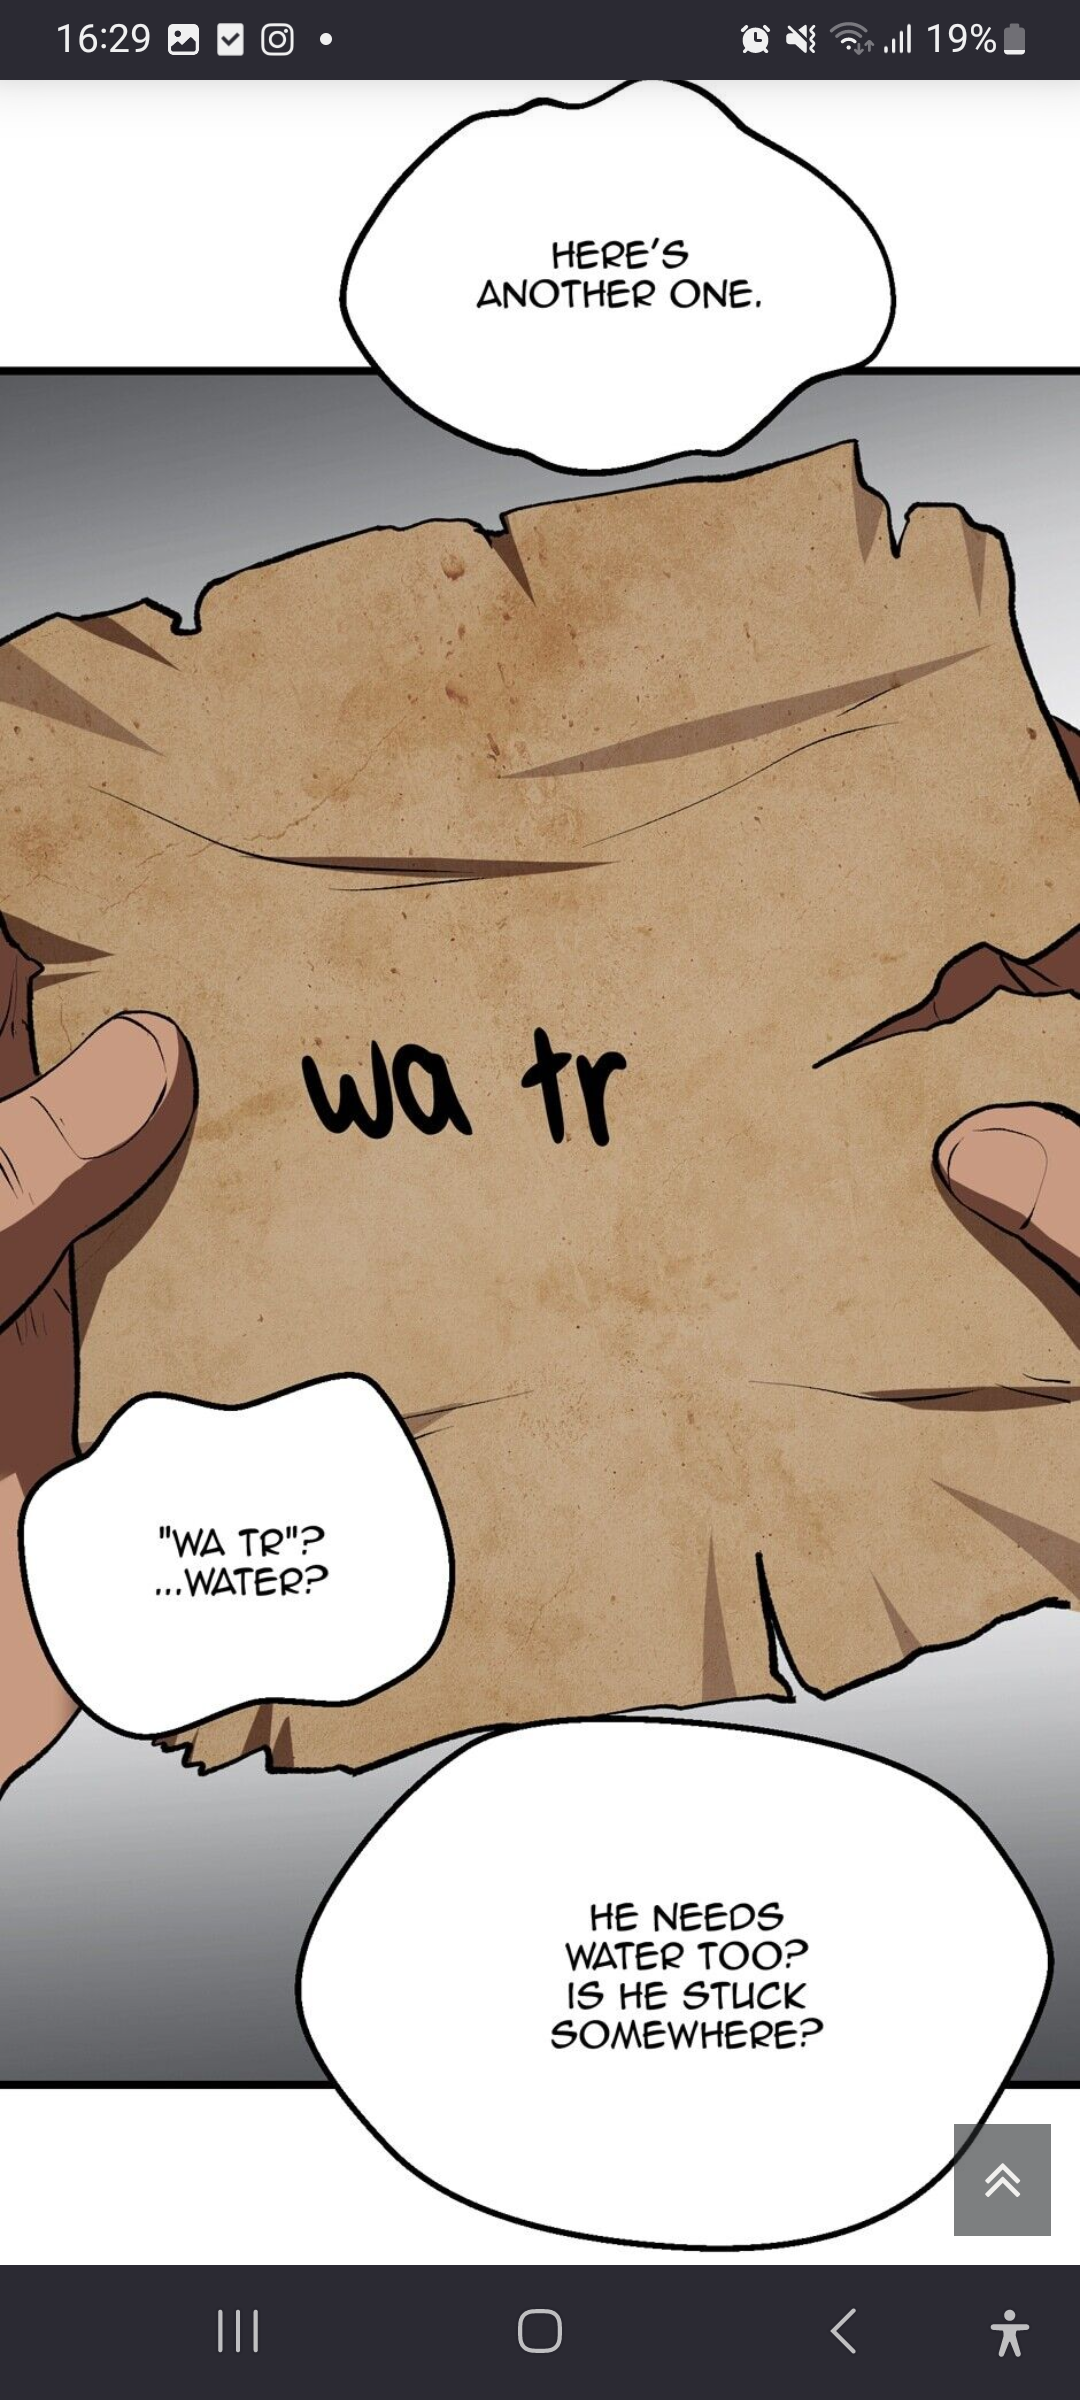 16:29
19%
HERE'S
ANOTHER ONE.
wa tr
"WA TR"?
...WATER?
HE NEEDS
WATER TOO?
IS HE STUCK
SOMEWHERE?